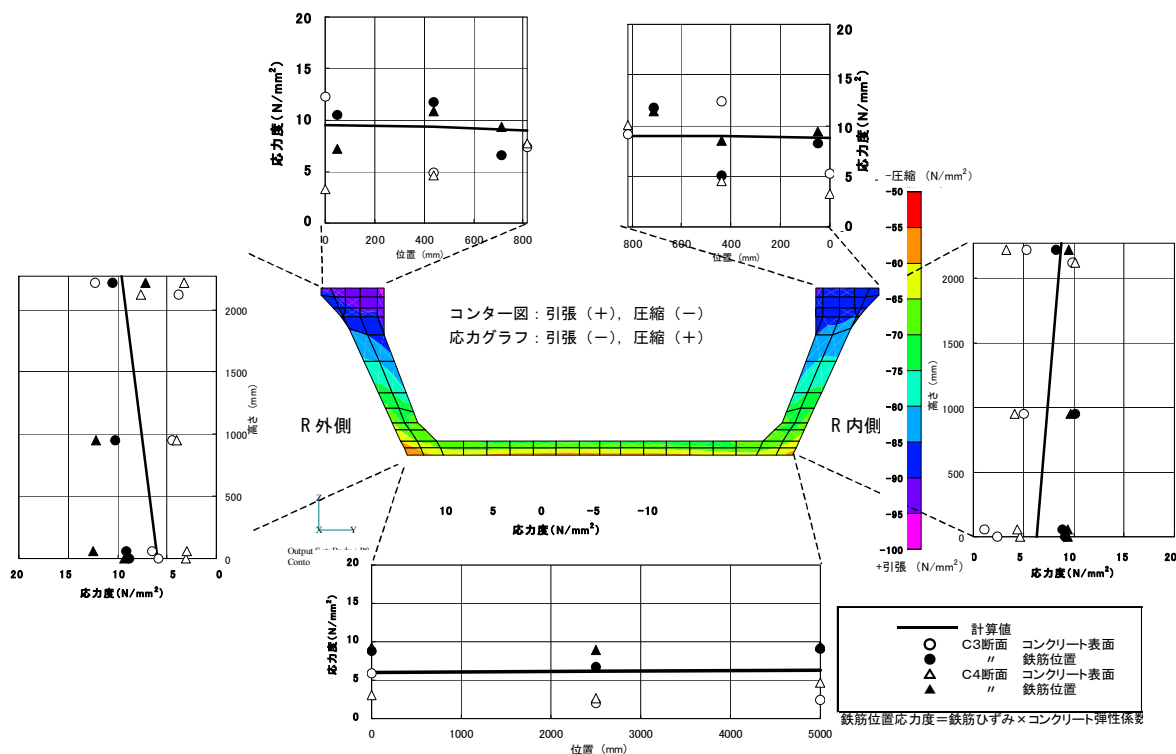 応力度(N/mm²)
20
15
10
5
0
0
200
400
600
800
位置 (mm)
20
15
10
5
0
応力度(N/mm²)
800
600
400
200
0
位置 (mm)
-圧縮 (N/mm²)
-50
-55
-60
-65
-70
-75
-80
-85
-90
-95
-100
+引張 (N/mm²)
コンター図：引張（＋），圧縮（－）
応力グラフ：引張（－），圧縮（＋）
R 外側
R 内側
2000
1500
1000
500
0
高さ (mm)
20
15
10
5
0
応力度(N/mm²)
2000
1500
1000
500
0
高さ (mm)
0
5
10
15
20
応力度(N/mm²)
Z
X
Y
Output Set
Conto
10
5
0
-5
-10
応力度(N/mm²)
応力度(N/mm²)
20
15
10
5
0
0
1000
2000
3000
4000
5000
位置 (mm)
計算値
C3断面 コンクリート表面
〃 鉄筋位置
C4断面 コンクリート表面
〃 鉄筋位置
鉄筋位置応力度＝鉄筋ひずみ×コンクリート弾性係数